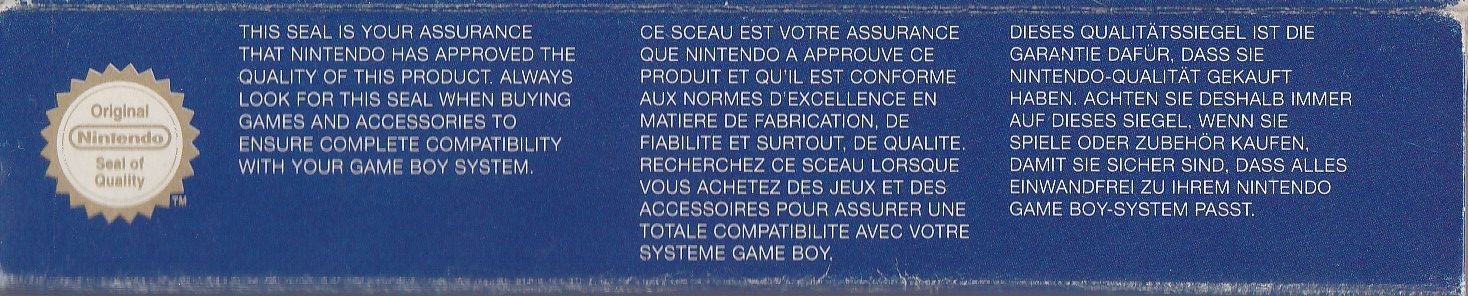 Original
Nintendo
Seal of
Quality
TM
THIS SEAL IS YOUR ASSURANCE
THAT NINTENDO HAS APPROVED THE
QUALITY OF THIS PRODUCT. ALWAYS
LOOK FOR THIS SEAL WHEN BUYING
GAMES AND ACCESSORIES TO
ENSURE COMPLETE COMPATIBILITY
WITH YOUR GAME BOY SYSTEM.
CE SCEAU EST VOTRE ASSURANCE
QUE NINTENDO A APPROUVE CE
PRODUIT ET QU'IL EST CONFORME
AUX NORMES D'EXCELLENCE EN
MATIERE DE FABRICATION, DE
FIABILITE ET SURTOUT, DE QUALITE.
RECHERCHEZ CE SCEAU LORSQUE
VOUS ACHETEZ DES JEUX ET DES
ACCESSOIRES POUR ASSURER UNE
TOTALE COMPATIBILITE AVEC VOTRE
SYSTEME GAME BOY.
DIESES QUALITÄTSSIEGEL IST DIE
GARANTIE DAFÜR, DASS SIE
NINTENDO-QUALITÄT GEKAUFT
HABEN. ACHTEN SIE DESHALB IMMER
AUF DIESES SIEGEL, WENN SIE
SPIELE ODER ZUBEHÖR KAUFEN,
DAMIT SIE SICHER SIND, DASS ALLES
EINWANDFREI ZU IHREM NINTENDO
GAME BOY-SYSTEM PASST.